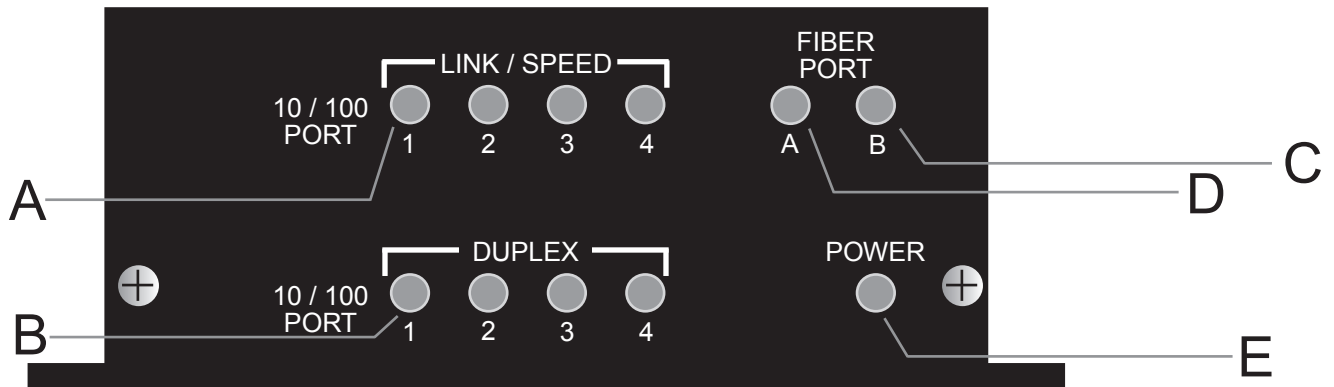 LINK / SPEED
FIBER
PORT
10 / 100
PORT
1 2 3 4
A B
A
C
D
DUPLEX
POWER
10 / 100
PORT
1 2 3 4
B
E